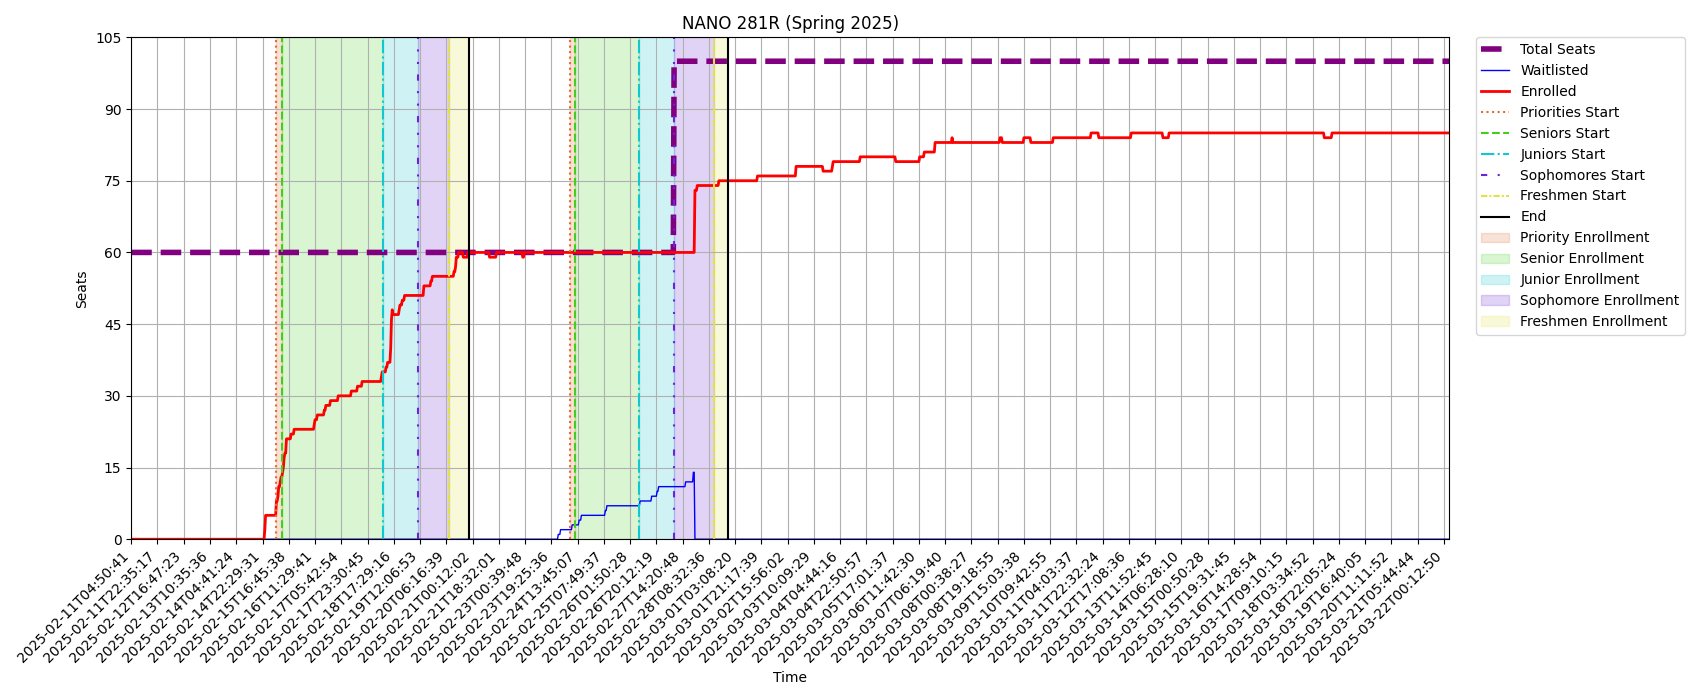 NANO 281R (Spring 2025)
105
90
75
60
45
30
15
0
Seats
Total Seats
Waitlisted
Enrolled
Priorities Start
Seniors Start
Juniors Start
Sophomores Start
Freshmen Start
End
Priority Enrollment
Senior Enrollment
Junior Enrollment
Sophomore Enrollment
Freshmen Enrollment
2025-02-11T04:50:41
2025-02-11T22:35:17
2025-02-12T16:47:23
2025-02-13T10:35:36
2025-02-14T04:41:24
2025-02-14T22:29:31
2025-02-15T16:45:38
2025-02-16T11:29:41
2025-02-17T05:42:54
2025-02-17T23:30:45
2025-02-18T17:29:16
2025-02-19T12:06:53
2025-02-20T06:16:39
2025-02-21T00:12:02
2025-02-21T18:32:01
2025-02-23T00:39:48
2025-02-23T19:25:36
2025-02-24T13:45:07
2025-02-25T07:49:37
2025-02-26T01:50:28
2025-02-26T20:12:19
2025-02-27T14:20:48
2025-02-28T08:32:36
2025-03-01T03:08:20
2025-03-01T21:17:39
2025-03-02T15:56:02
2025-03-03T10:09:29
2025-03-04T04:44:16
2025-03-04T22:50:57
2025-03-05T17:01:37
2025-03-06T11:42:30
2025-03-07T06:19:40
2025-03-08T00:38:27
2025-03-08T19:18:55
2025-03-09T15:03:38
2025-03-10T09:42:55
2025-03-11T04:03:37
2025-03-11T22:32:24
2025-03-12T17:08:36
2025-03-13T11:52:45
2025-03-14T06:28:10
2025-03-15T00:50:28
2025-03-15T19:31:45
2025-03-16T14:28:54
2025-03-17T09:10:15
2025-03-18T03:34:52
2025-03-18T22:05:24
2025-03-19T16:40:05
2025-03-20T11:11:52
2025-03-21T05:44:44
2025-03-22T00:12:50
Time